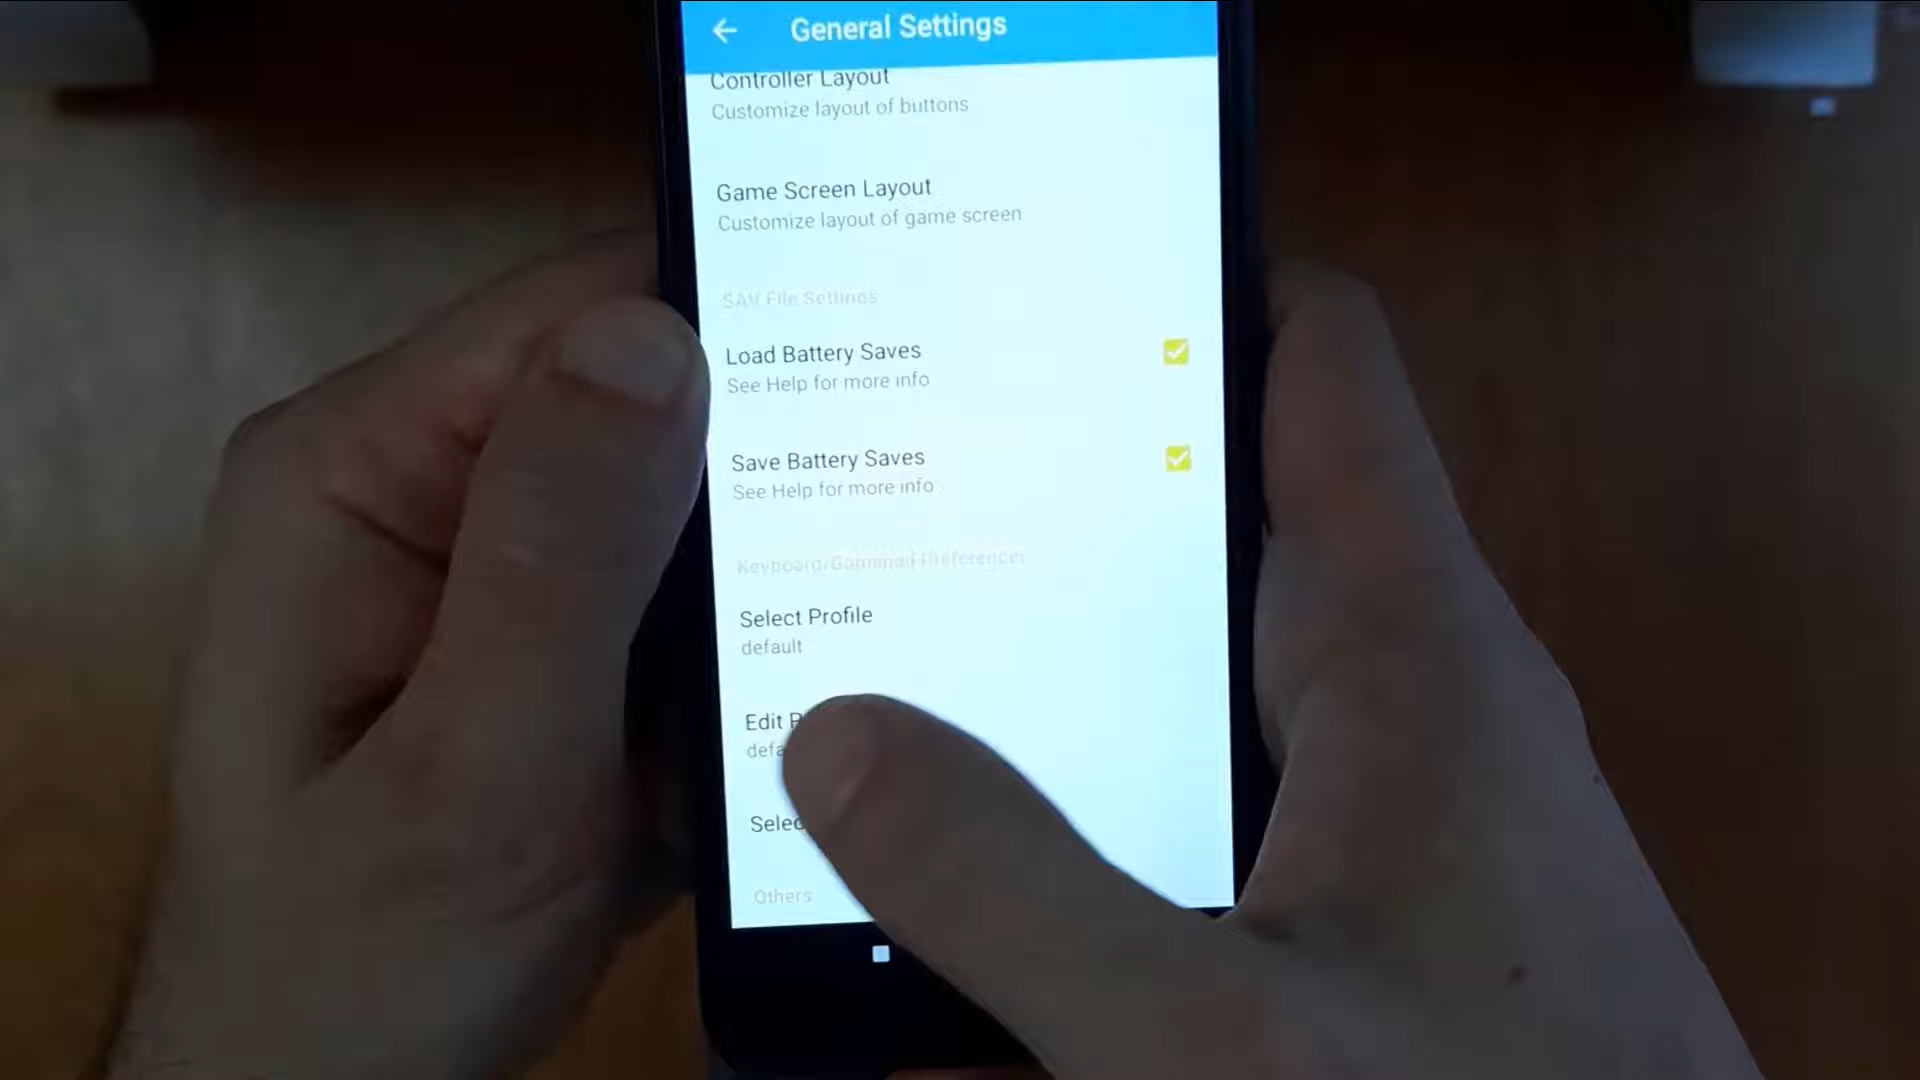 General Settings
Controller Layout
Customize layout of buttons
Game Screen Layout
Customize layout of game screen
SAV File Settings
Load Battery Saves
See Help for more info
Save Battery Saves
See Help for more info
Keyboard/Gamepad Preferences
Select Profile
default
Edit
Others